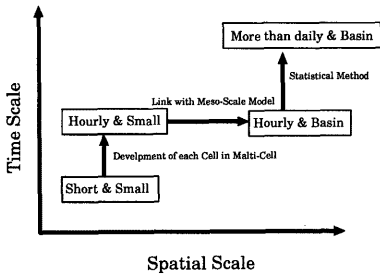 More than daily & Basin
Statistical Method
Link with Meso-Scale Model
Hourly & Small
Hourly & Basin
Develpment of each Cell in Malti-Cell
Short & Small
Time Scale
Spatial Scale